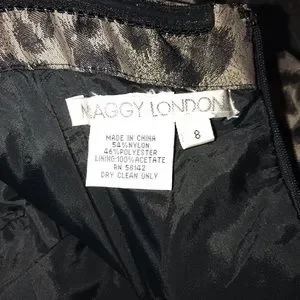 MAGGY LONDON
8
MADE IN CHINA
54%NYLON
46%POLYESTER
LINING:100%ACETATE
RN 58142
DRY CLEAN ONLY